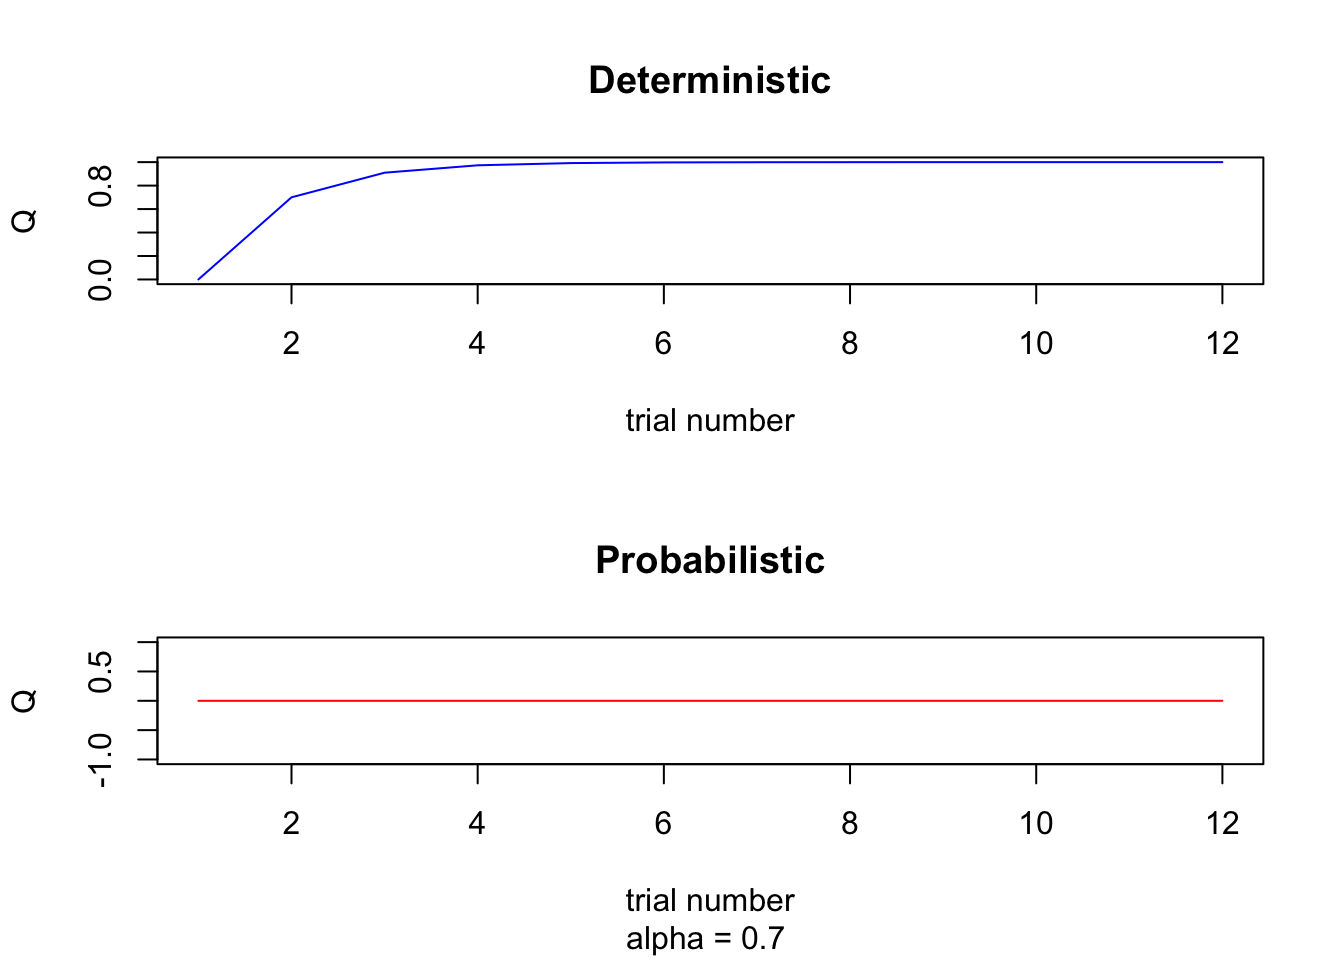 Deterministic
Q
0.8
0.0
2 4 6 8 10 12
trial number
Probabilistic
Q
0.5
-1.0
2 4 6 8 10 12
trial number
alpha = 0.7